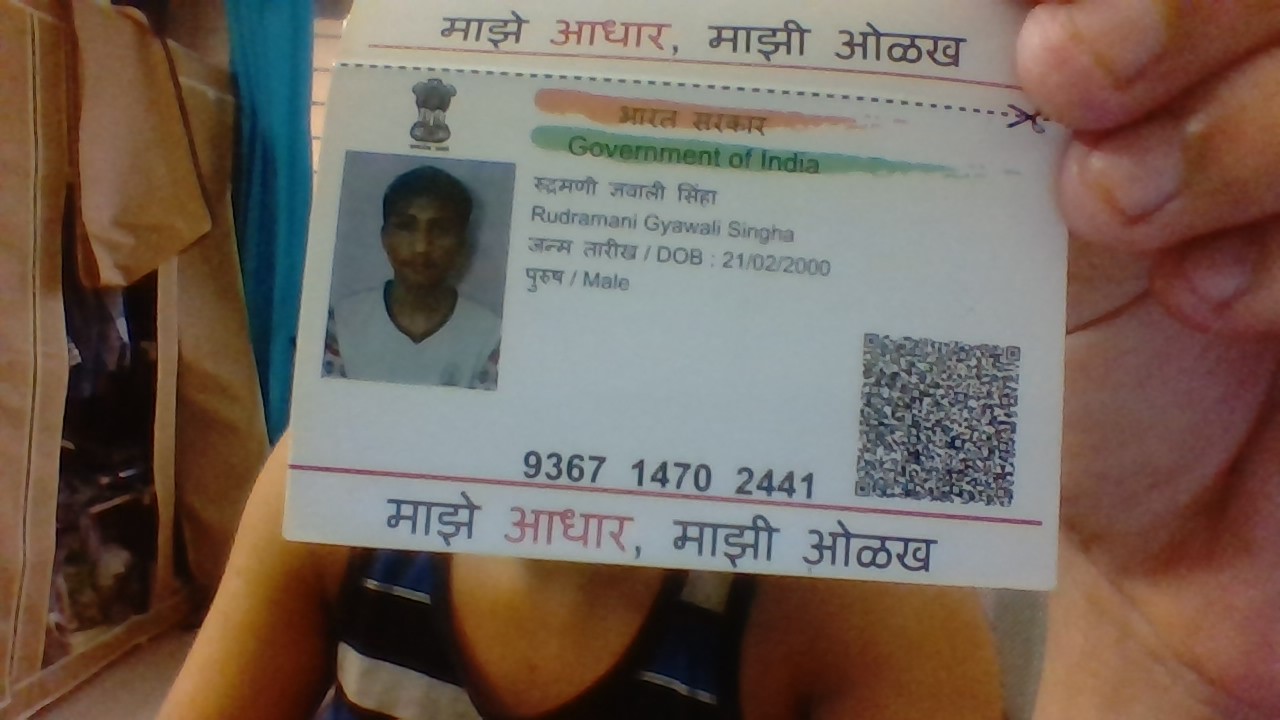 माझे आधार, माझी ओळख
भारत सरकार
Government of India
रुद्रमणी ज्ञवाली सिंहा
Rudramani Gyawali Singha
जन्म तारीख / DOB : 21/02/2000
पुरुष / Male
9367 1470 2441
माझे आधार, माझी ओळख